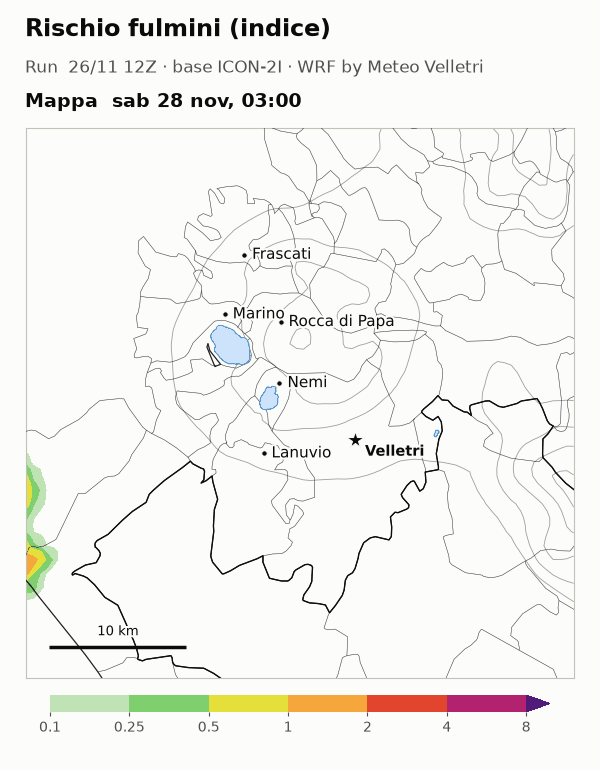 Rischio fulmini (indice)
Run  26/11 12Z · base ICON-2I · WRF by Meteo Velletri
Mappa  sab 28 nov, 03:00
Frascati
Marino
Rocca di Papa
Nemi
Velletri
Lanuvio
10 km
0.1 0.25 0.5 1 2 4 8